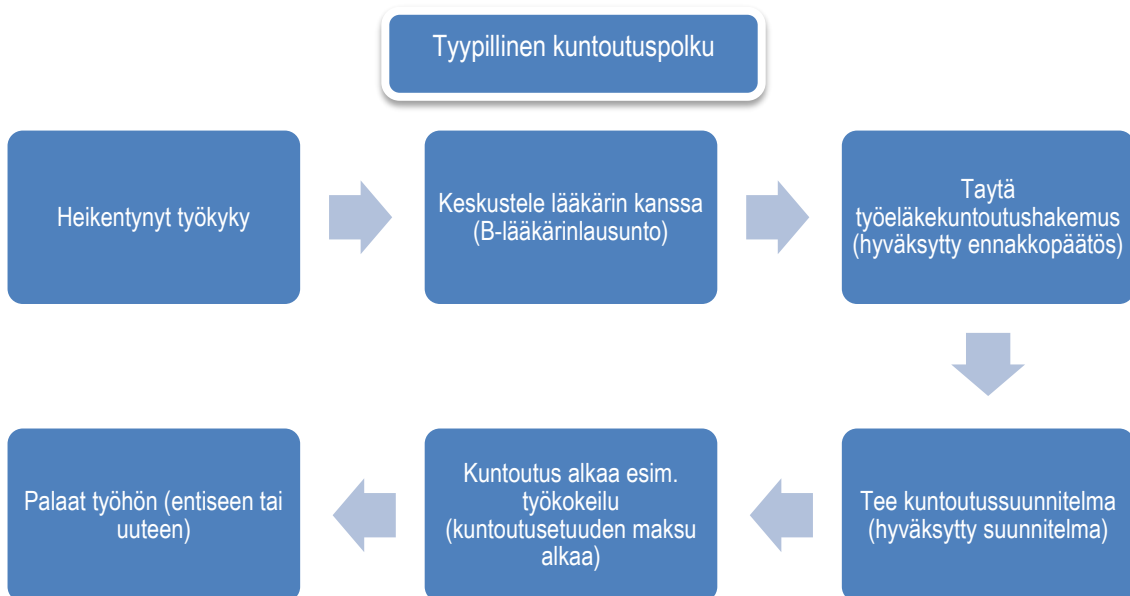 Tyypillinen kuntoutuspolku
Heikentynyt työkyky
Keskustele lääkärin kanssa
(B-lääkärinlausunto)
Taytä
työeläkekuntoutushakemus
(hyväksytty ennakkopäätös)
Tee kuntoutussuunnitelma
(hyväksytty suunnitelma)
Kuntoutus alkaa esim.
työkokeilu
(kuntoutusetuuden maksu
alkaa)
Palaat työhön (entiseen tai
uuteen)